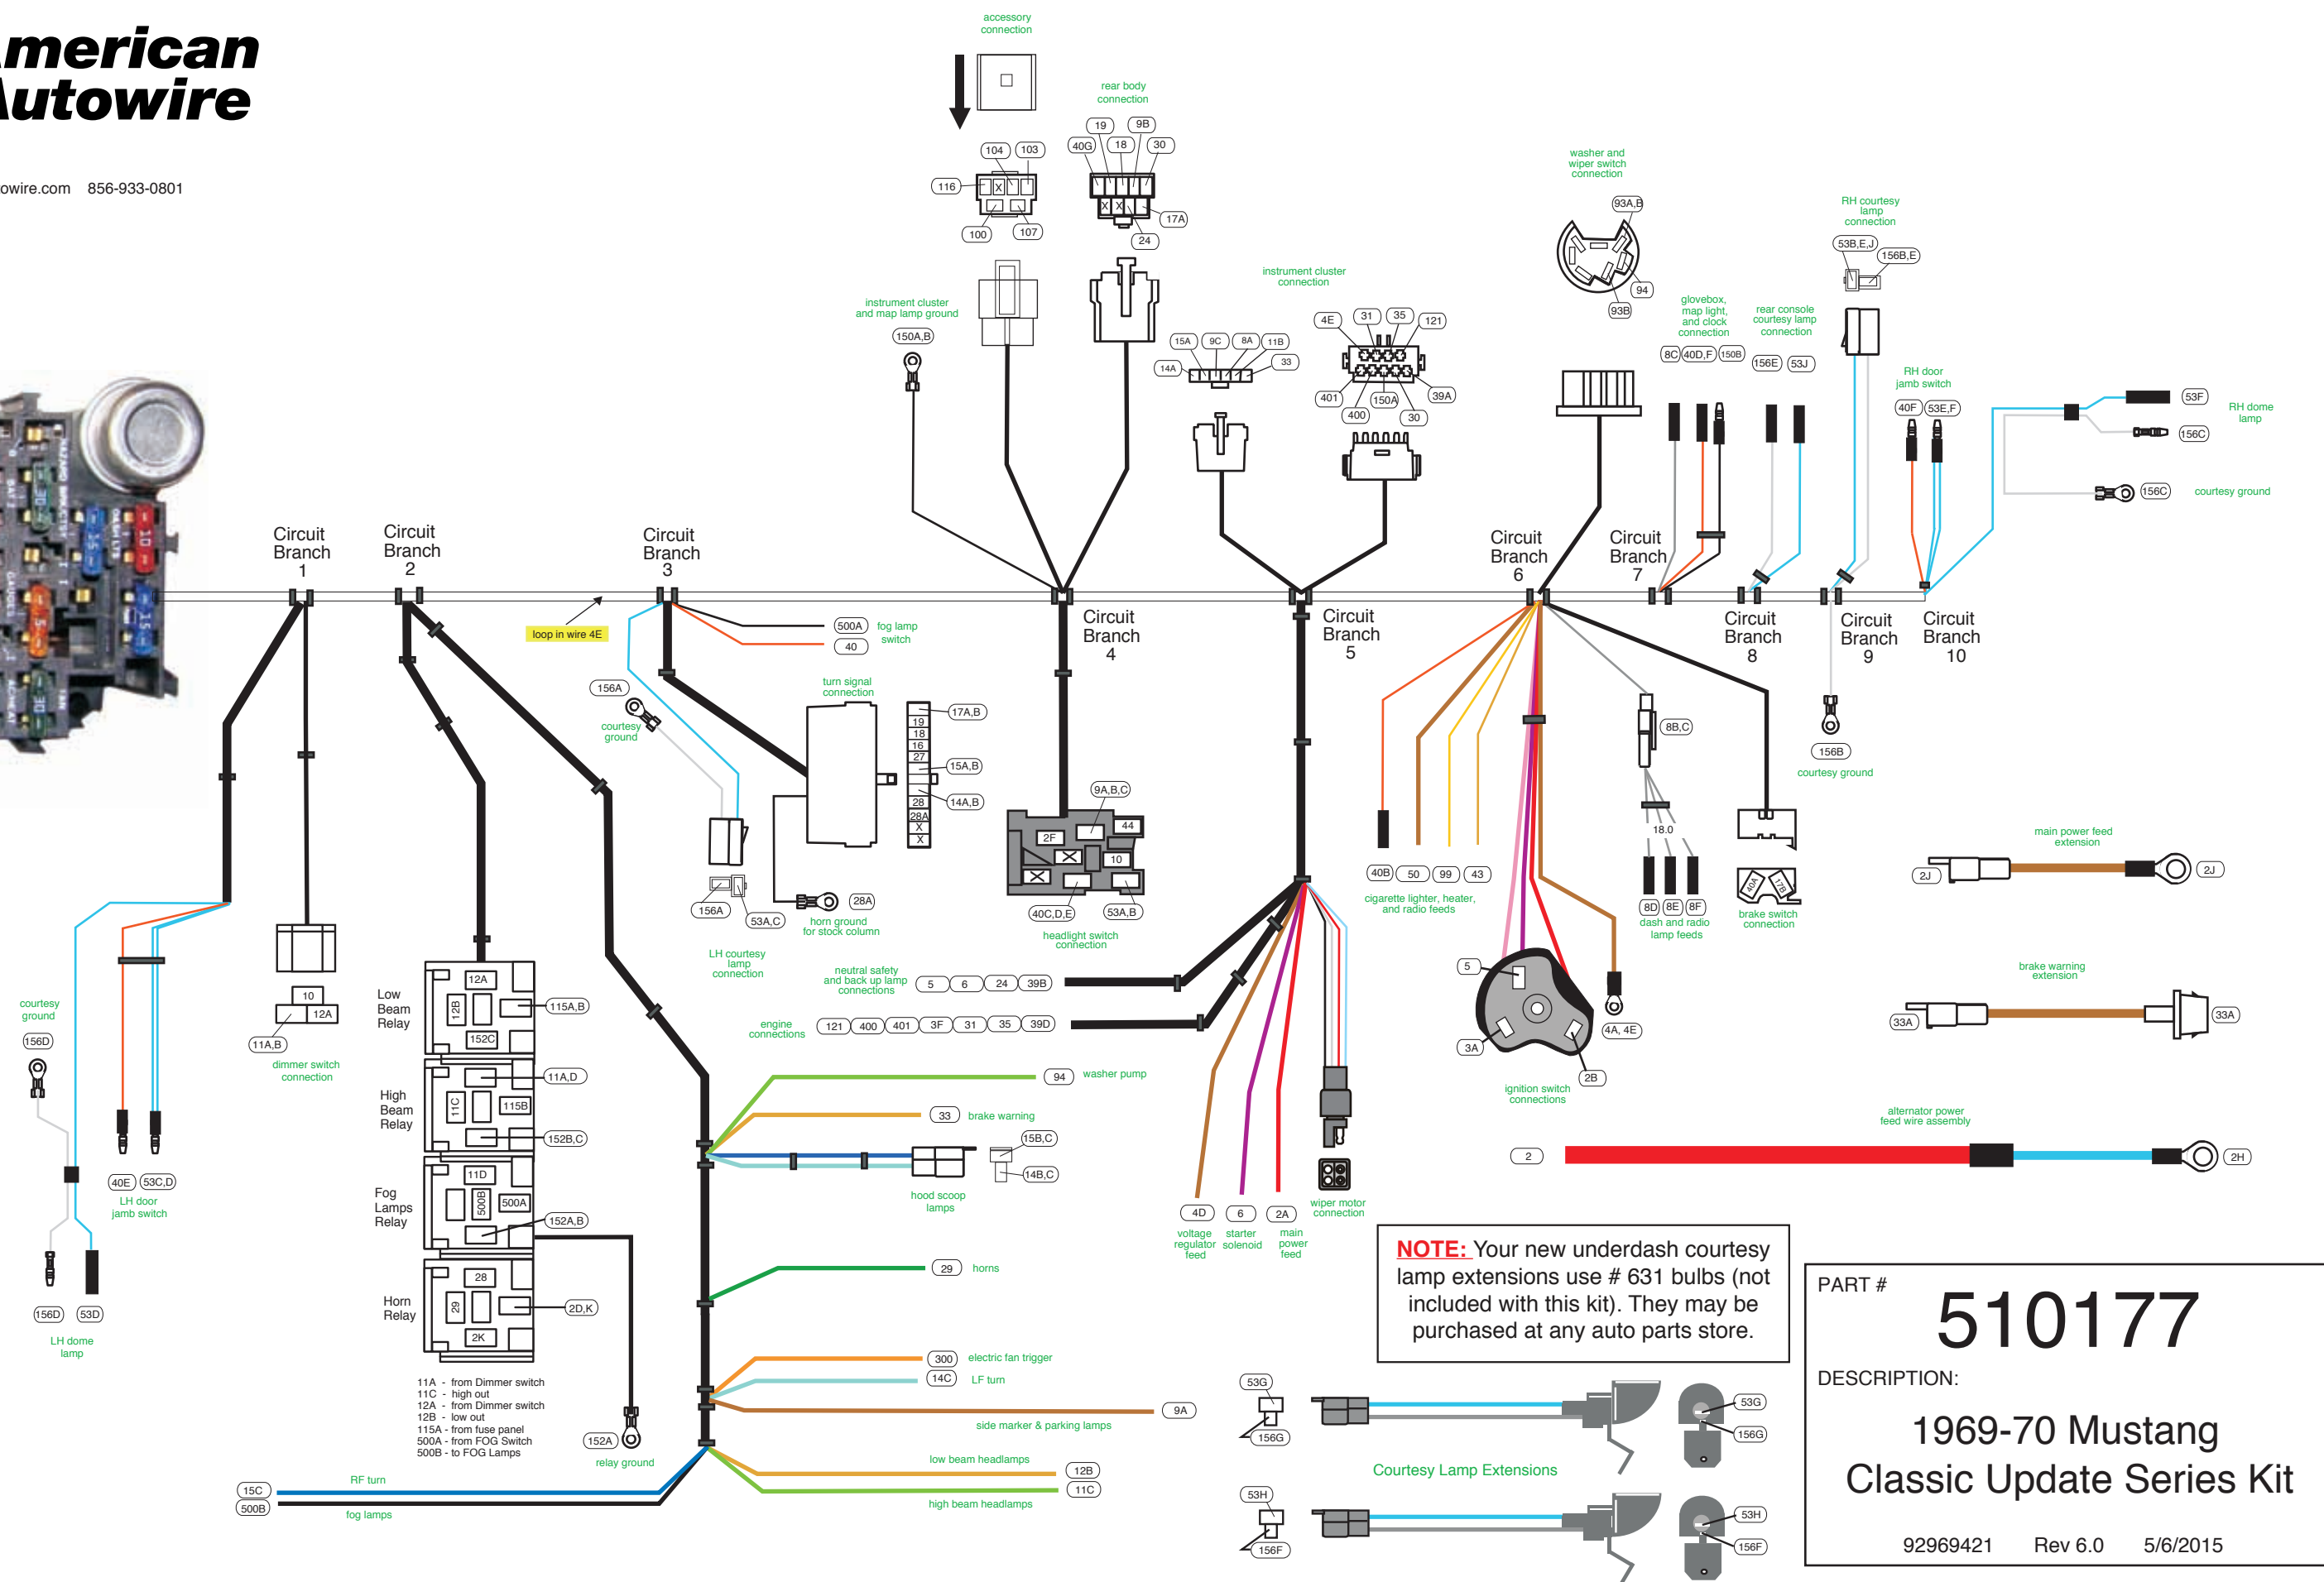 merican
Autowire
owire.com 856-933-0801
accessory
connection
104
103
116
X
100
107
rear body
connection
19
9B
40G
18
30
X
X
17A
24
instrument cluster
and map lamp ground
150A,B
instrument cluster
connection
15A
9C
8A
11B
14A
33
4E
31
35
121
401
400
150A
30
39A
washer and
wiper switch
connection
93A,B
94
93B
glovebox,
map light,
and clock
connection
8C
40D,F
150B
rear console
courtesy lamp
connection
156E
53J
RH courtesy
lamp
connection
53B,E,J
156B,E
RH door
jamb switch
40F
53E,F
53F
RH dome
lamp
156C
156C
courtesy ground
Circuit
Branch
1
Circuit
Branch
2
Circuit
Branch
3
Circuit
Branch
4
Circuit
Branch
5
Circuit
Branch
6
Circuit
Branch
7
Circuit
Branch
8
Circuit
Branch
9
Circuit
Branch
10
loop in wire 4E
500A
40
fog lamp
switch
156A
courtesy
ground
turn signal
connection
17A,B
19
18
16
27
15A,B
14A,B
28
28A
X
X
156A
53A,C
LH courtesy
lamp
connection
28A
horn ground
for stock column
9A,B,C
2F
44
X
10
X
40C,D,E
53A,B
headlight switch
connection
neutral safety
and back up lamp
connections
5
6
24
39B
engine
connections
121
400
401
3F
31
35
39D
40B
50
99
43
cigarette lighter, heater,
and radio feeds
8B,C
18.0
8D
8E
8F
dash and radio
lamp feeds
40A
17B
brake switch
connection
156B
courtesy ground
main power feed
extension
2J
2J
brake warning
extension
33A
33A
5
3A
2B
4A, 4E
ignition switch
connections
alternator power
feed wire assembly
2
2H
courtesy
ground
156D
40E
53C,D
LH door
jamb switch
156D
53D
LH dome
lamp
10
12A
11A,B
dimmer switch
connection
Low
Beam
Relay
12A
12B
115A,B
152C
High
Beam
Relay
11A,D
11C
115B
152B,C
Fog
Lamps
Relay
11D
500B
500A
152A,B
Horn
Relay
28
29
2D,K
2K
11A - from Dimmer switch
11C - high out
12A - from Dimmer switch
12B - low out
115A - from fuse panel
500A - from FOG Switch
500B - to FOG Lamps
152A
relay ground
94
washer pump
33
brake warning
15B,C
14B,C
hood scoop
lamps
29
horns
300
electric fan trigger
14C
LF turn
9A
side marker & parking lamps
low beam headlamps
12B
11C
high beam headlamps
RF turn
15C
500B
fog lamps
4D
6
2A
voltage
regulator
feed
starter
solenoid
main
power
feed
wiper motor
connection
NOTE: Your new underdash courtesy
lamp extensions use # 631 bulbs (not
included with this kit). They may be
purchased at any auto parts store.
53G
156G
53G
156G
Courtesy Lamp Extensions
53H
156F
53H
156F
PART #
510177
DESCRIPTION:
1969-70 Mustang
Classic Update Series Kit
92969421 Rev 6.0 5/6/2015